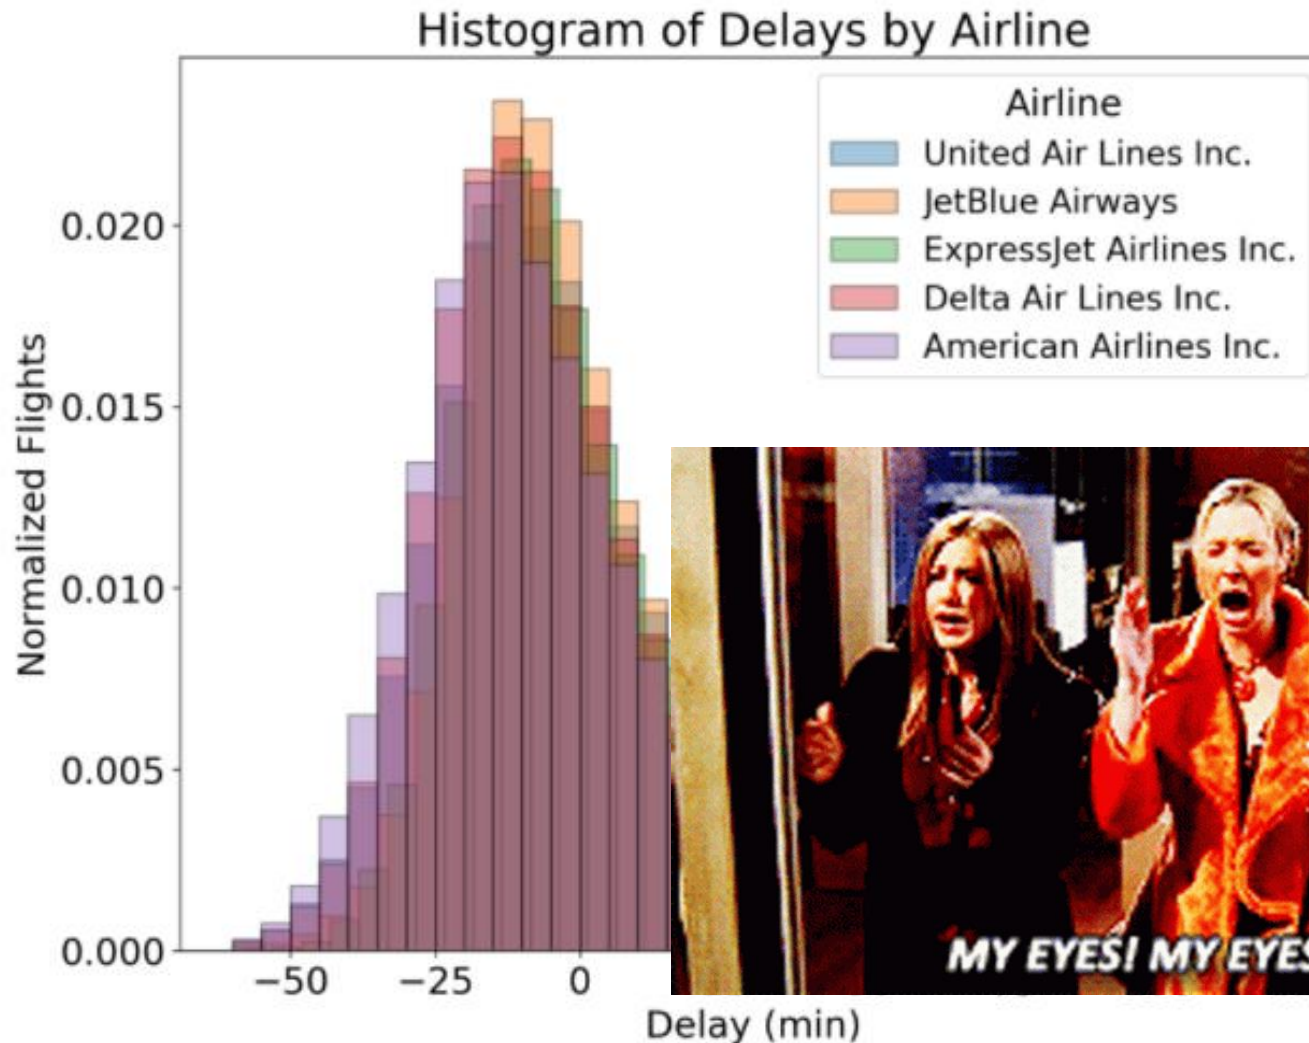 Histogram of Delays by Airline
Airline
United Air Lines Inc.
JetBlue Airways
ExpressJet Airlines Inc.
Delta Air Lines Inc.
American Airlines Inc.
Normalized Flights
0.020
0.015
0.010
0.005
0.000
−50
−25
0
Delay (min)
MY EYES! MY EYES